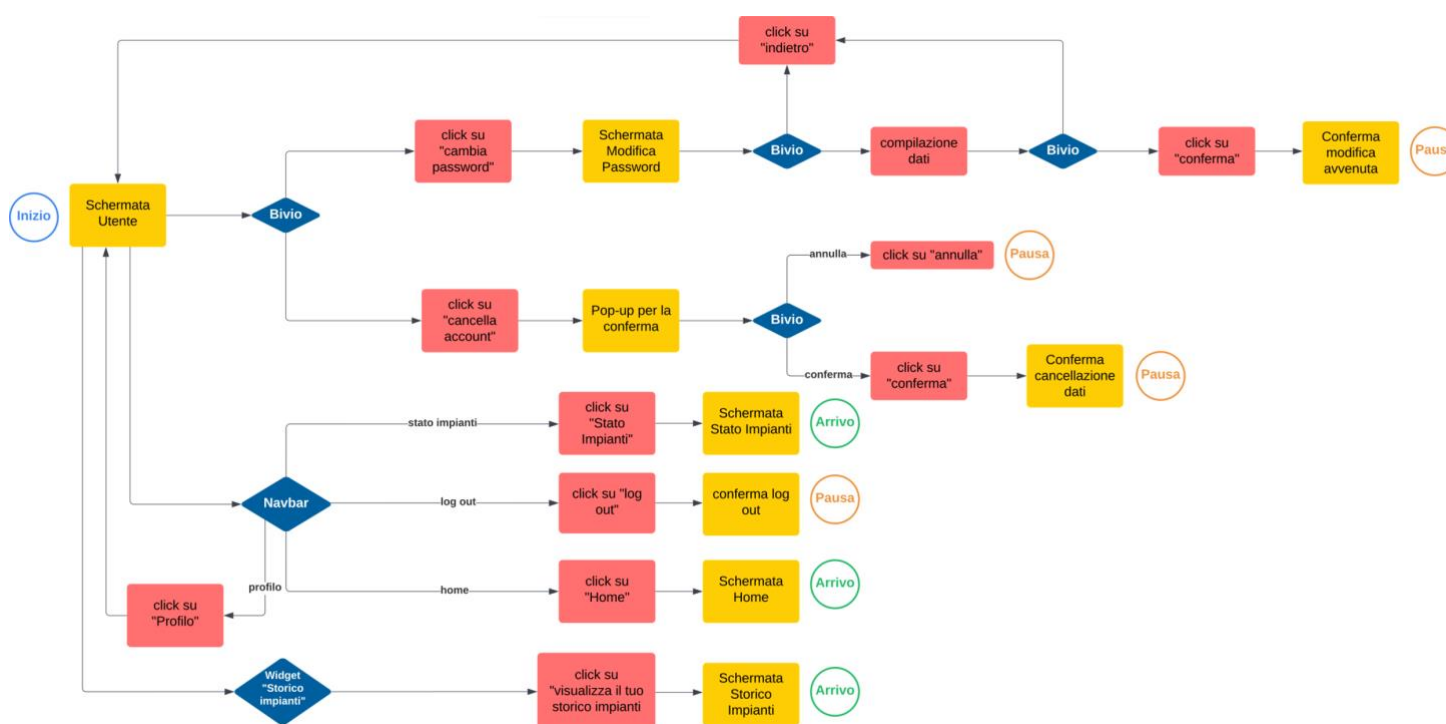 click su
"indietro"
click su
"cambia
password"
Schermata
Modifica
Password
Bivio
compilazione
dati
Bivio
click su
"conferma"
Conferma
modifica
avvenuta
Paus
Inizio
Schermata
Utente
Bivio
annulla
click su "annulla"
Pausa
click su
"cancella
account"
Pop-up per la
conferma
Bivio
conferma
click su
"conferma"
Conferma
cancellazione
dati
Pausa
stato impianti
click su
"Stato
Impianti"
Schermata
Stato Impianti
Arrivo
Navbar
log out
click su "log
out"
conferma log
out
Pausa
profilo
click su
"Profilo"
home
click su
"Home"
Schermata
Home
Arrivo
Widget
"Storico
impianti"
click su
"visualizza il tuo
storico impianti
Schermata
Storico
Impianti
Arrivo